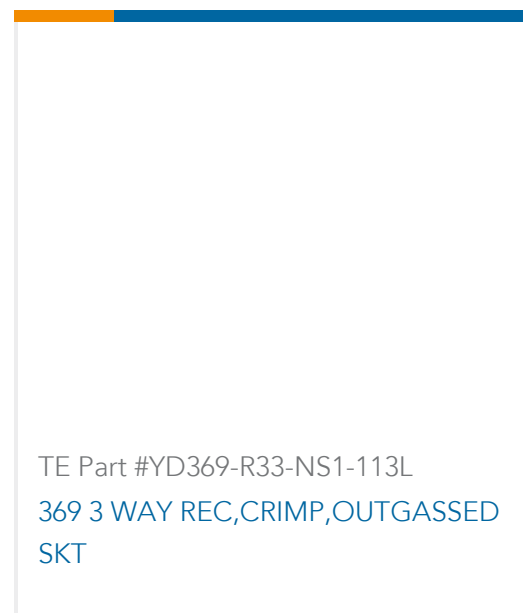 TE Part #YD369-R33-NS1-113L
369 3 WAY REC,CRIMP,OUTGASSED
SKT